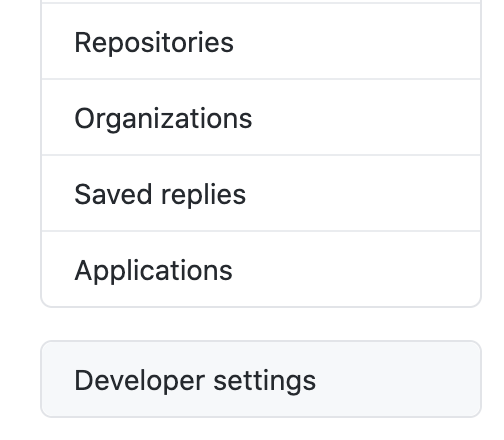 Repositories
Organizations
Saved replies
Applications
Developer settings